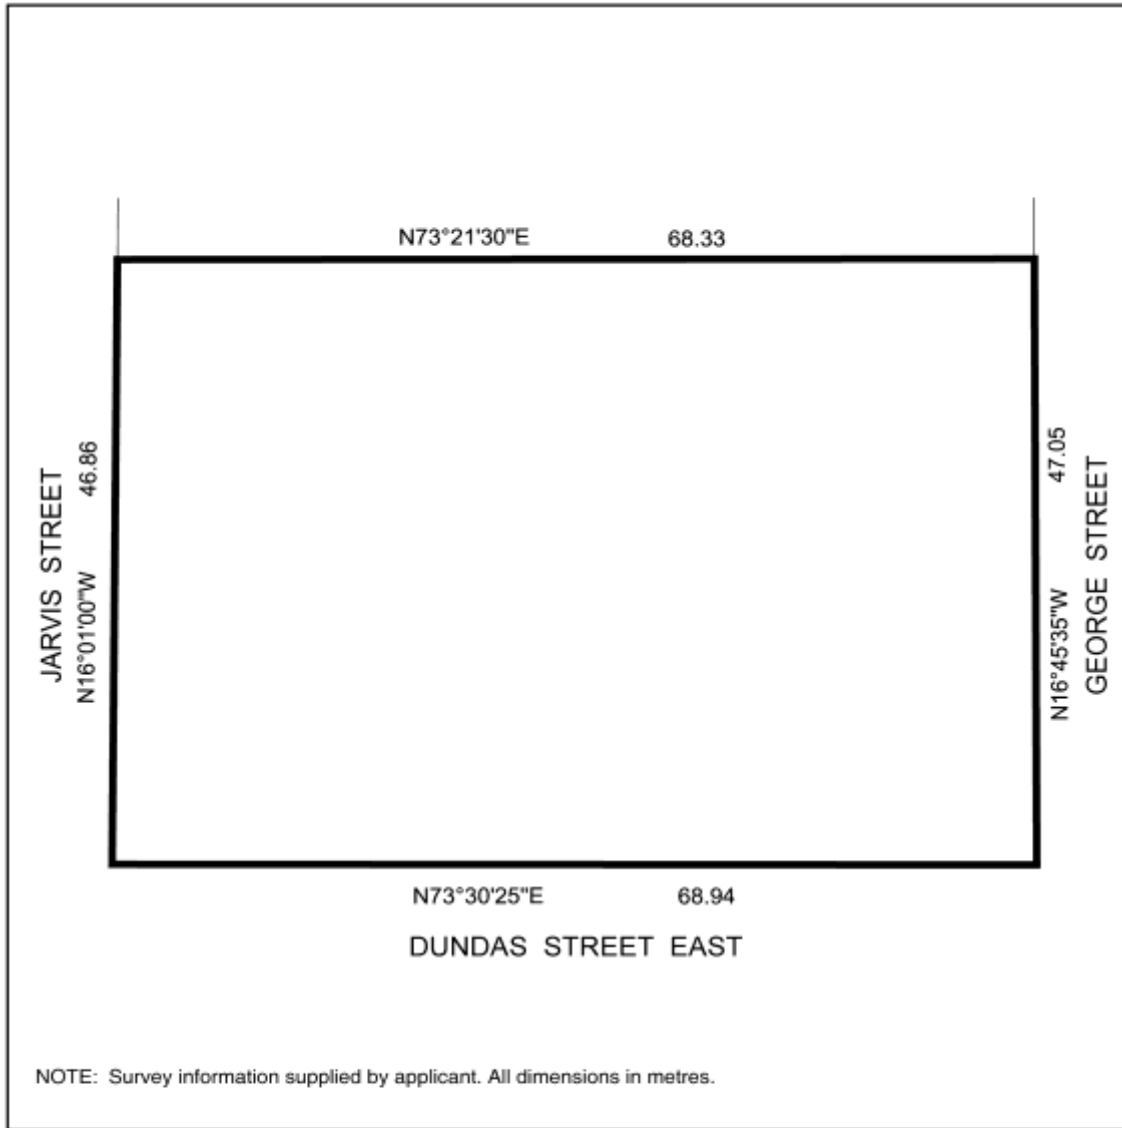 N73°21'30"E 68.33
JARVIS STREET
N16°01'00"W 46.86
N16°45'35"W 47.05
GEORGE STREET
N73°30'25"E 68.94
DUNDAS STREET EAST
NOTE: Survey information supplied by applicant. All dimensions in metres.